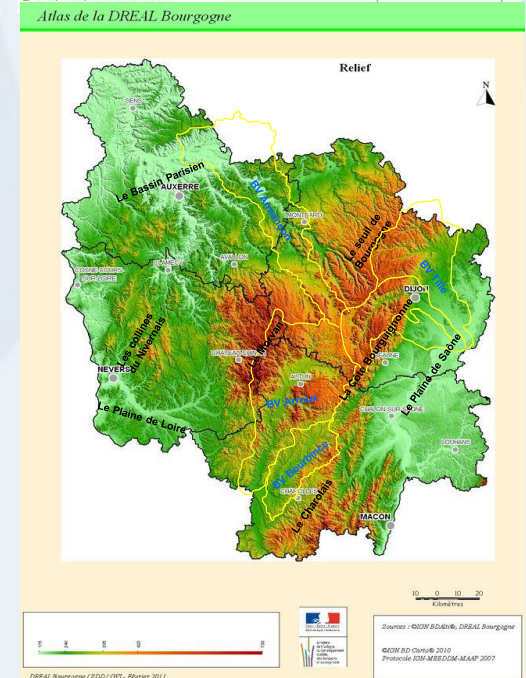 Atlas de la DREAL Bourgogne
Relief
N
SENS
Le Bassin Parisien
AUXERRE
BV Armançon
MONTBARD
Le seuil de
Bourgogne
CLAMECY
AVALLON
COSNE-COURS-
SUR-LOIRE
BV Tille
DIJON
Les collines
du Nivernais
Le Morvan
La Côte Bourguignonne
CHATEAU-CHINON
BEAUNE
NEVERS
AUTUN
Le Plaine de Saône
Le Plaine de Loire
BV Arroux
CHALON-SUR-SAONE
LOUHANS
BV Bourbince
CHAROLLES
Le Charolais
MACON
10 0 10 20
Kilomètres
Sources : ©IGN BDAlti®, DREAL Bourgogne
©IGN BD Carto® 2010
Protocole IGN-MEEDDM-MAAP 2007
DREAL Bourgogne / SDD / GPI - Février 2011